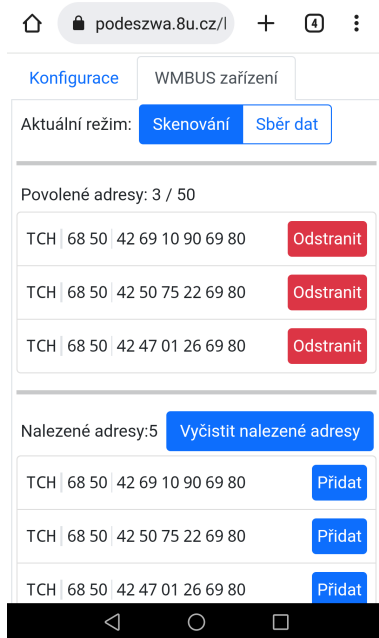 podeszwa.8u.cz/l
4
Konfigurace
WMBUS zařízení
Aktuální režim: Skenování Sběr dat
Povolené adresy: 3 / 50
TCH 68 50 42 69 10 90 69 80 Odstranit
TCH 68 50 42 50 75 22 69 80 Odstranit
TCH 68 50 42 47 01 26 69 80 Odstranit
Nalezené adresy:5 Vyčistit nalezené adresy
TCH 68 50 42 69 10 90 69 80 Přidat
TCH 68 50 42 50 75 22 69 80 Přidat
TCH 68 50 42 47 01 26 69 80 Přidat